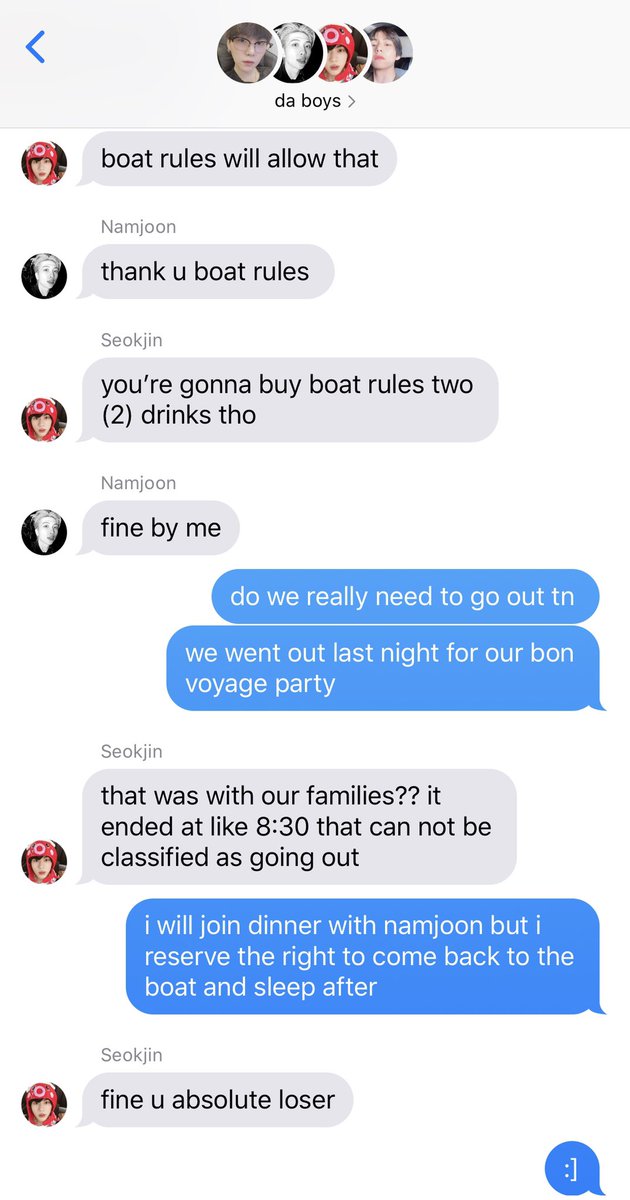 da boys
boat rules will allow that
Namjoon
thank u boat rules
Seokjin
you’re gonna buy boat rules two
(2) drinks tho
Namjoon
fine by me
do we really need to go out tn
we went out last night for our bon
voyage party
Seokjin
that was with our families?? it
ended at like 8:30 that can not be
classified as going out
i will join dinner with namjoon but i
reserve the right to come back to the
boat and sleep after
Seokjin
fine u absolute loser
:]